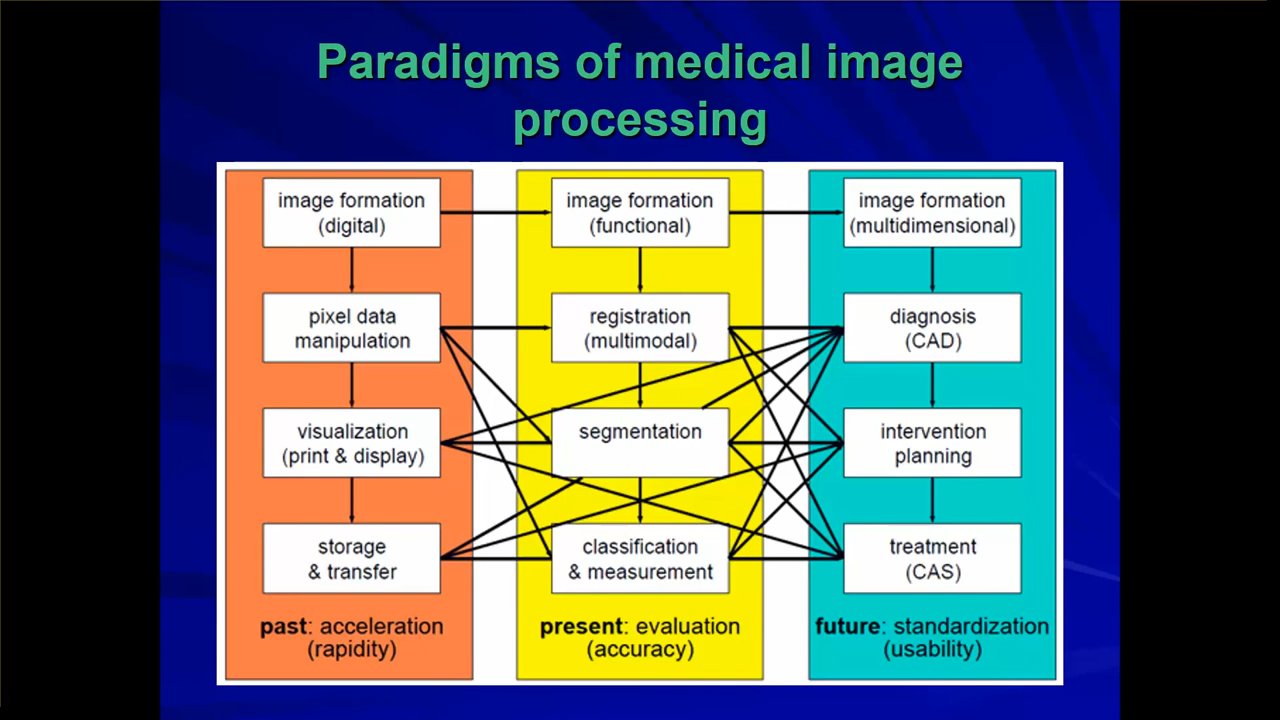 Paradigms of medical image
processing
image formation
(digital)
pixel data
manipulation
visualization
(print & display)
storage
& transfer
past: acceleration
(rapidity)
image formation
(functional)
registration
(multimodal)
segmentation
classification
& measurement
present: evaluation
(accuracy)
image formation
(multidimensional)
diagnosis
(CAD)
intervention
planning
treatment
(CAS)
future: standardization
(usability)